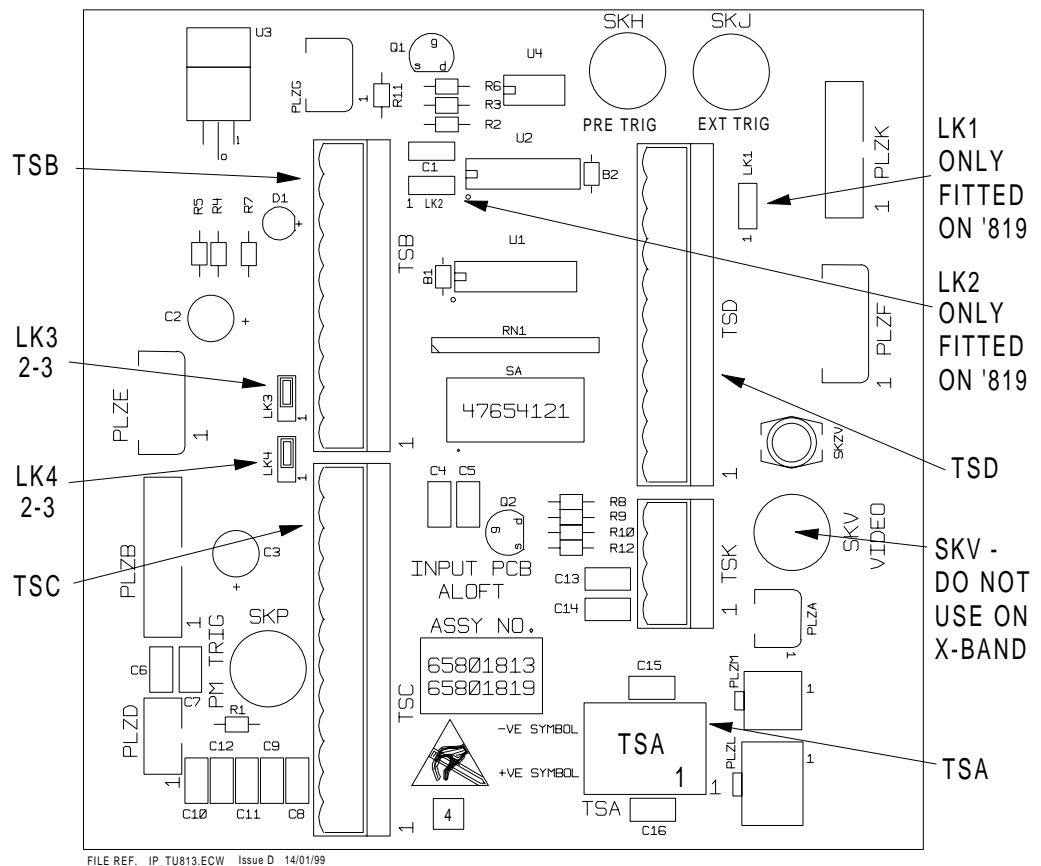 SKH
SKJ
U3
Q1
g
s
d
U4
PLZG
1
R11
R6
R3
R2
PRE TRIG
EXT TRIG
U2
LK1
1
PLZK
1
LK1
ONLY
FITTED
ON '819
TSB
1
o
C1
1
LK2
o
B2
R5
R4
R7
D1
+
TSB
U1
B1
o
TSD
LK2
ONLY
FITTED
ON '819
C2
+
PLZF
1
RN1
LK3
2-3
SA
47654121
PLZE
1
LK3
1
1
SKZV
LK4
2-3
LK4
1
1
TSD
C4
C5
Q2
g
d
s
R8
R9
R10
R12
SKV
VIDEO
PLZB
1
C3
+
TSC
INPUT PCB
ALOFT
C13
C14
TSK
1
SKV -
DO NOT
USE ON
X-BAND
SKP
PM TRIG
ASSY NO.
65801813
65801819
PLZA
1
C6
C7
C15
PLZM
1
R1
TSC
PLZD
1
-VE SYMBOL
+VE SYMBOL
TSA
1
1
PLZL
1
TSA
C12
C9
C10
C11
C8
1
4
TSA
C16
FILE REF. IP_TU813.ECW Issue D 14/01/99